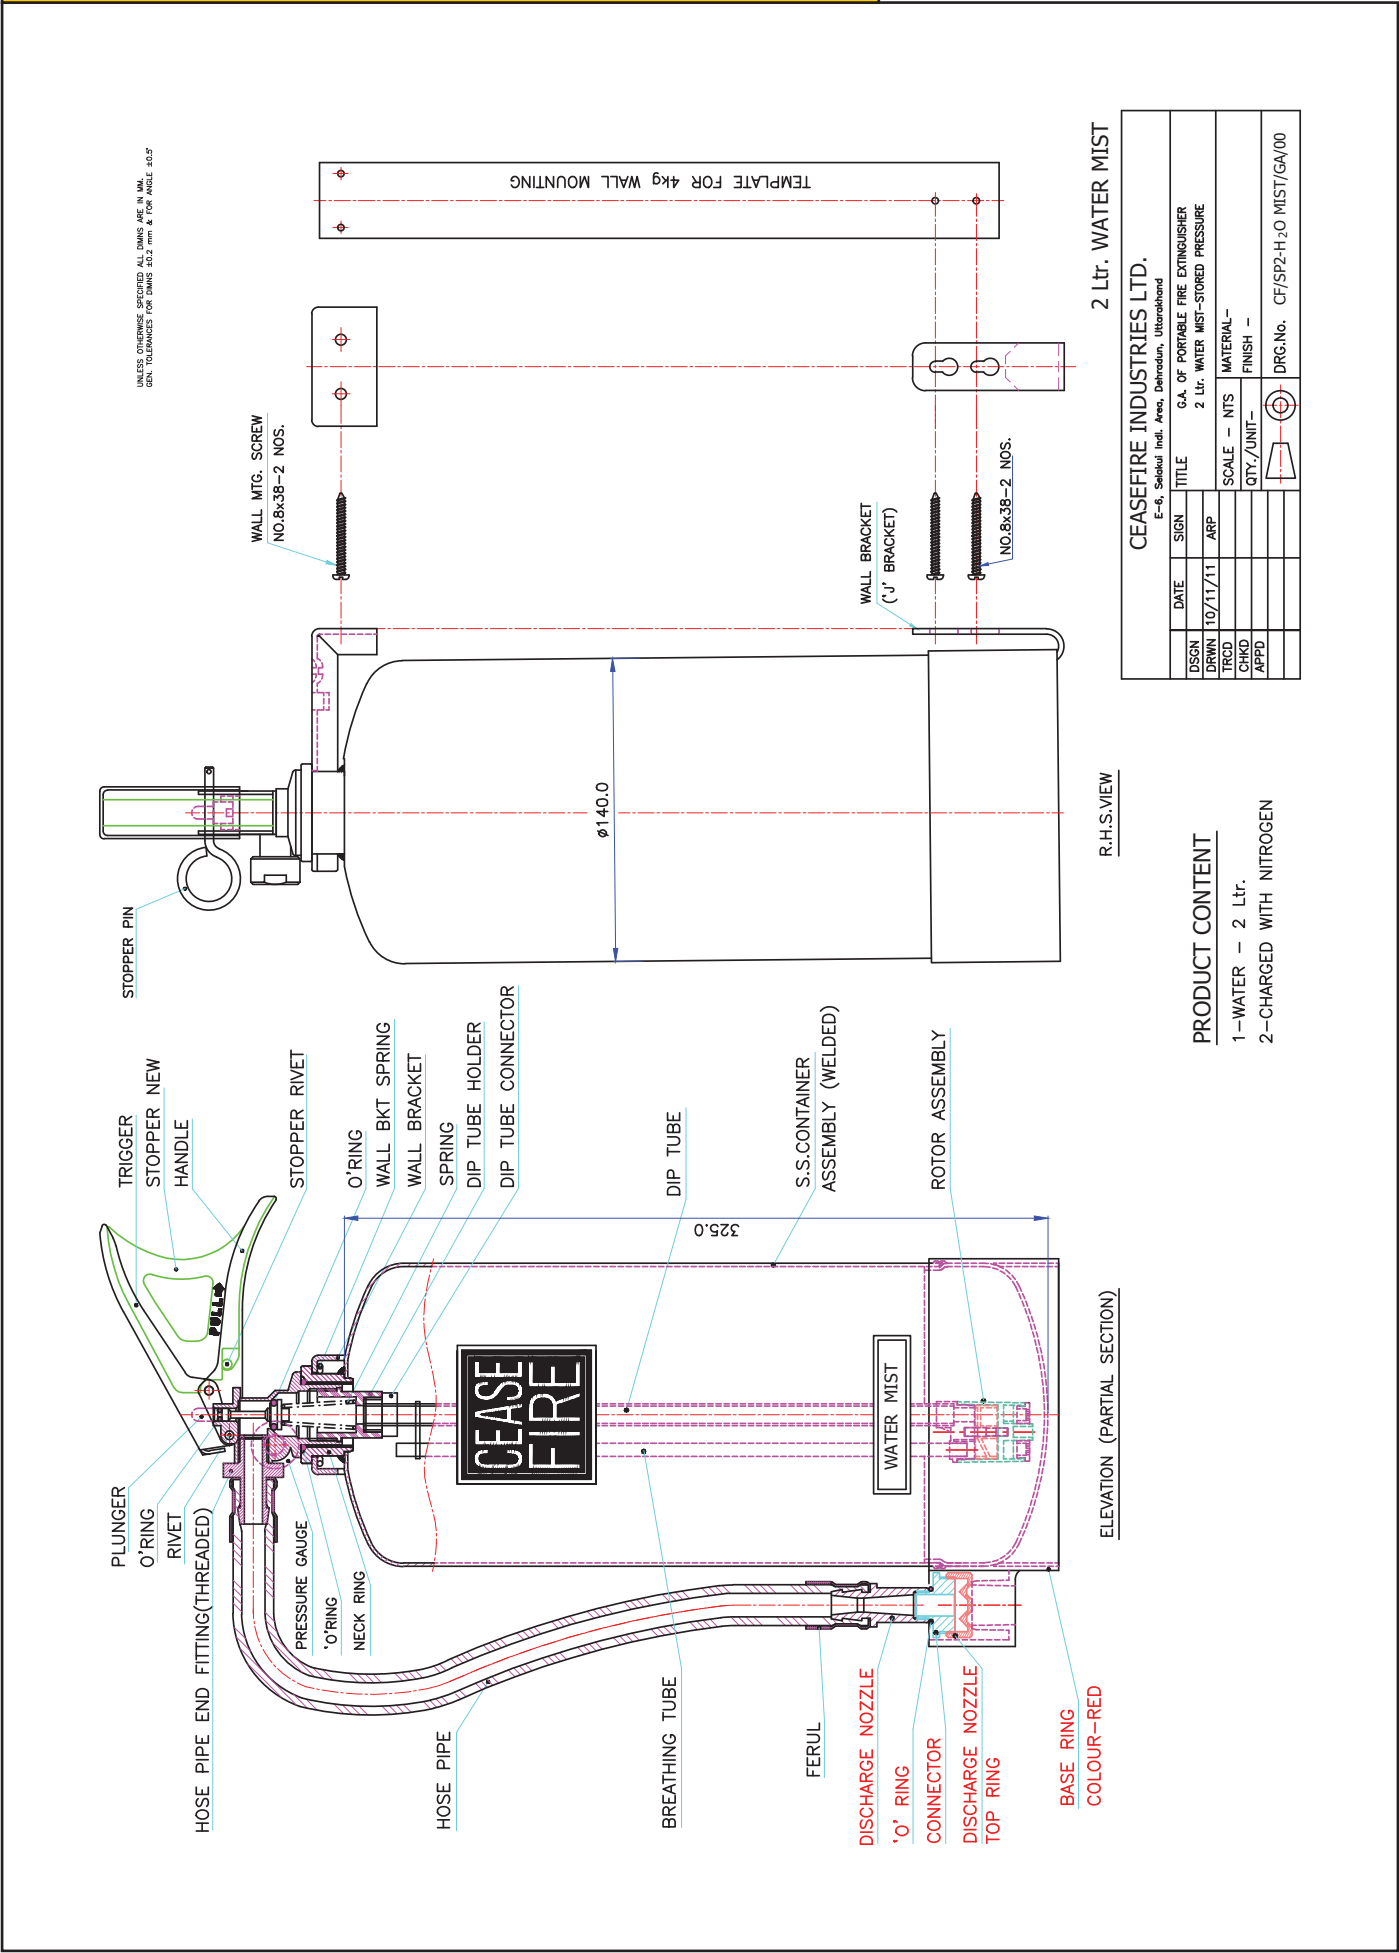 UNLESS OTHERWISE SPECIFIED ALL DIMNS ARE IN MM.
GEN. TOLERANCES FOR DIMNS ±0.2 mm & FOR ANGLE ±0.5°
PLUNGER
O'RING
RIVET
HOSE PIPE END FITTING(THREADED)
PRESSURE GAUGE
'O'RING
NECK RING
HOSE PIPE
BREATHING TUBE
FERUL
DISCHARGE NOZZLE
'O' RING
CONNECTOR
DISCHARGE NOZZLE
TOP RING
BASE RING
COLOUR-RED
TRIGGER
STOPPER NEW
HANDLE
PULL
STOPPER RIVET
O'RING
WALL BKT SPRING
WALL BRACKET
SPRING
DIP TUBE HOLDER
DIP TUBE CONNECTOR
DIP TUBE
325.0
S.S.CONTAINER
ASSEMBLY (WELDED)
ROTOR ASSEMBLY
CEASE
FIRE
WATER MIST
ELEVATION (PARTIAL SECTION)
STOPPER PIN
ø140.0
R.H.S.VIEW
WALL MTG. SCREW
NO.8x38-2 NOS.
WALL BRACKET
('J' BRACKET)
NO.8x38-2 NOS.
TEMPLATE FOR 4kg WALL MOUNTING
PRODUCT CONTENT
1-WATER - 2 Ltr.
2-CHARGED WITH NITROGEN
2 Ltr. WATER MIST
CEASEFIRE INDUSTRIES LTD.
E-6, Selakui Indl. Area, Dehradun, Uttarakhand
DATE SIGN TITLE G.A. OF PORTABLE FIRE EXTINGUISHER
2 Ltr. WATER MIST-STORED PRESSURE
DSGN
DRWN 10/11/11 ARP
TRCD SCALE - NTS MATERIAL-
CHKD QTY./UNIT- FINISH -
APPD
DRG.No. CF/SP2-H2O MIST/GA/00